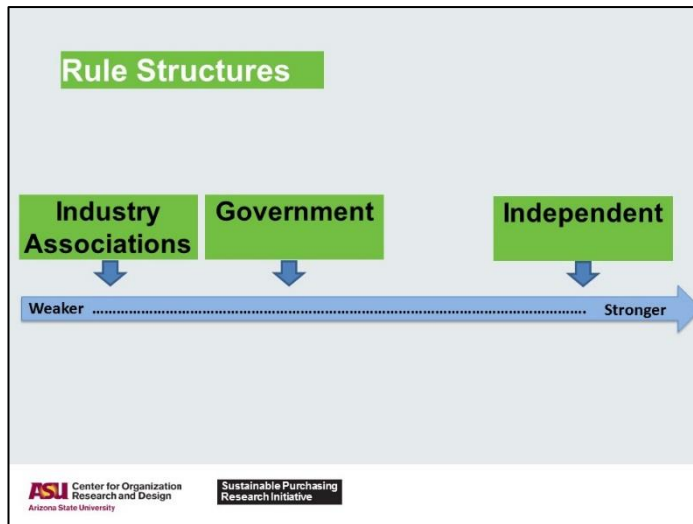 Rule Structures
Industry
Associations
Government
Independent
Weaker ........................................................................................................ Stronger
ASU Center for Organization
Research and Design
Arizona State University
Sustainable Purchasing
Research Initiative